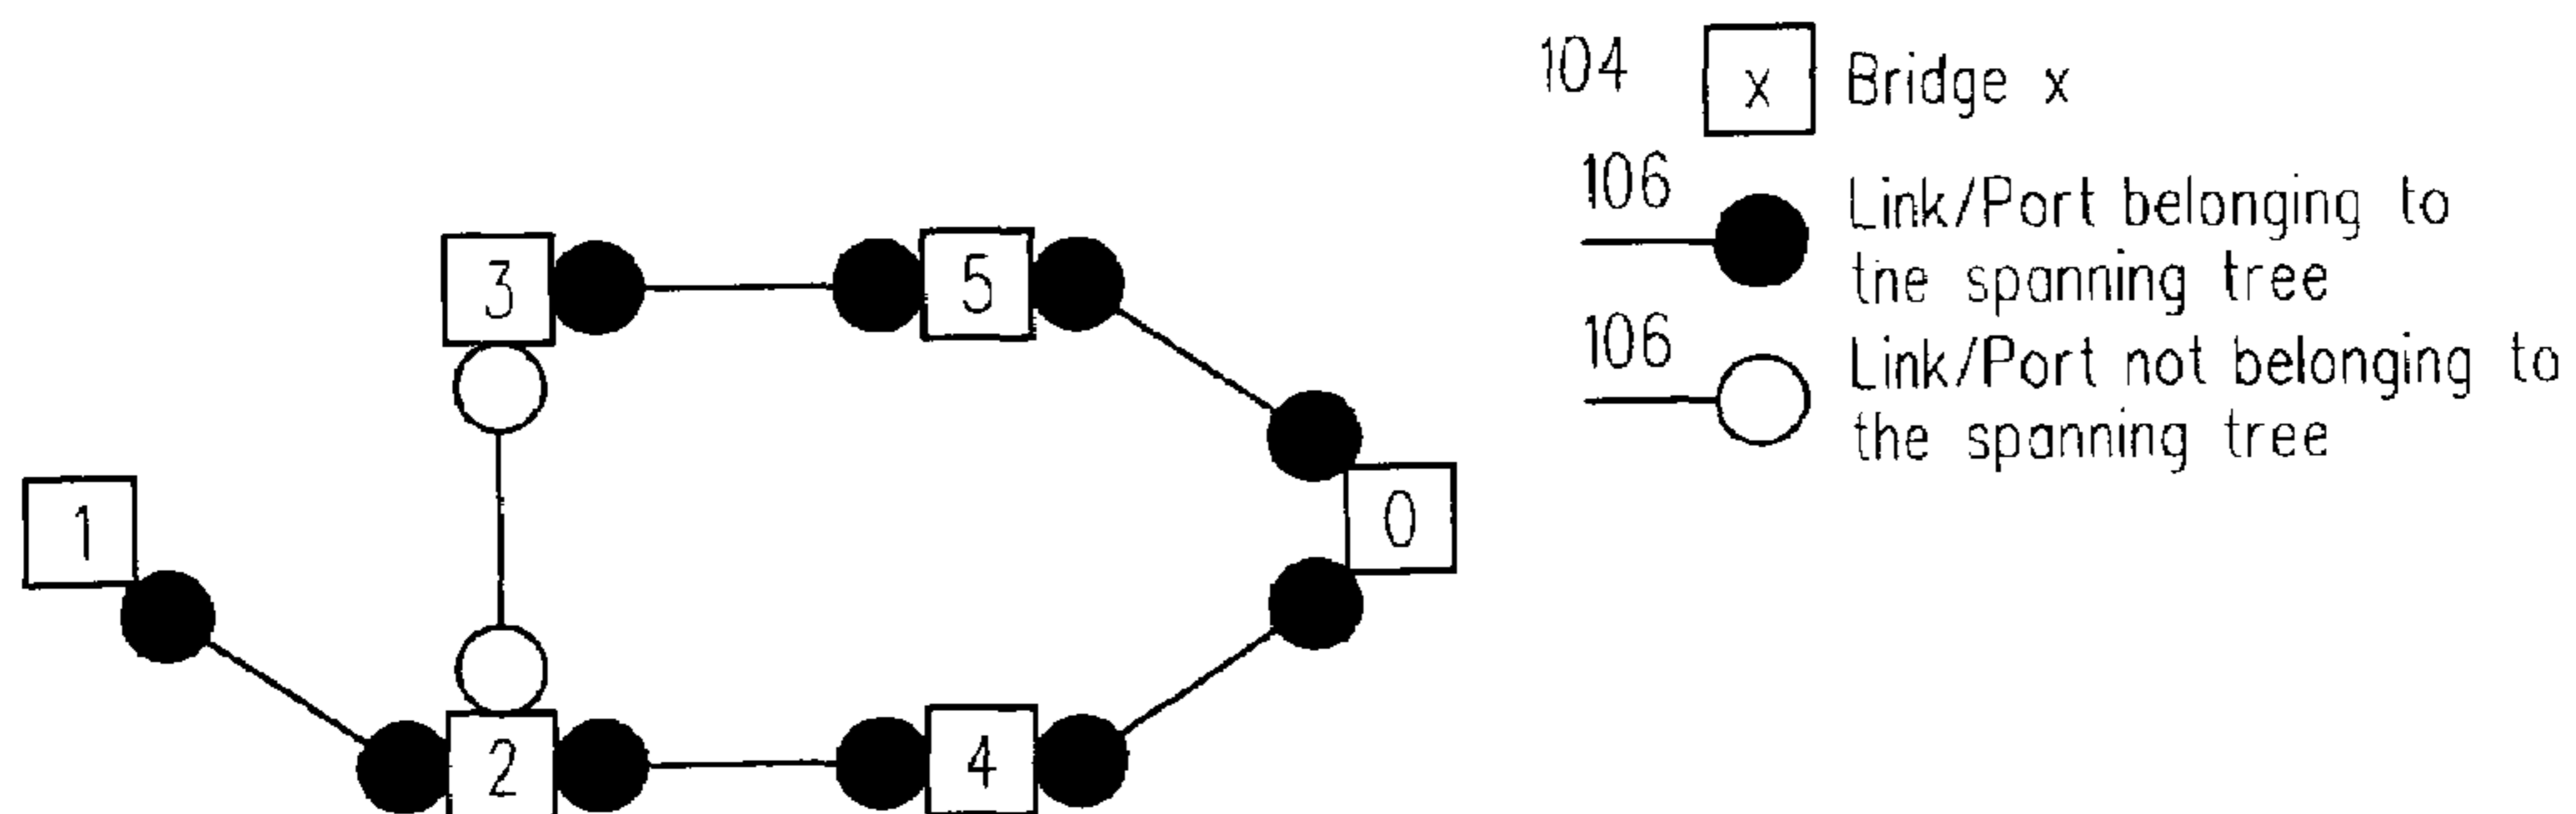 104 x Bridge x
106 Link/Port belonging to
the spanning tree
106 Link/Port not belonging to
the spanning tree
3 5
1 0
2 4